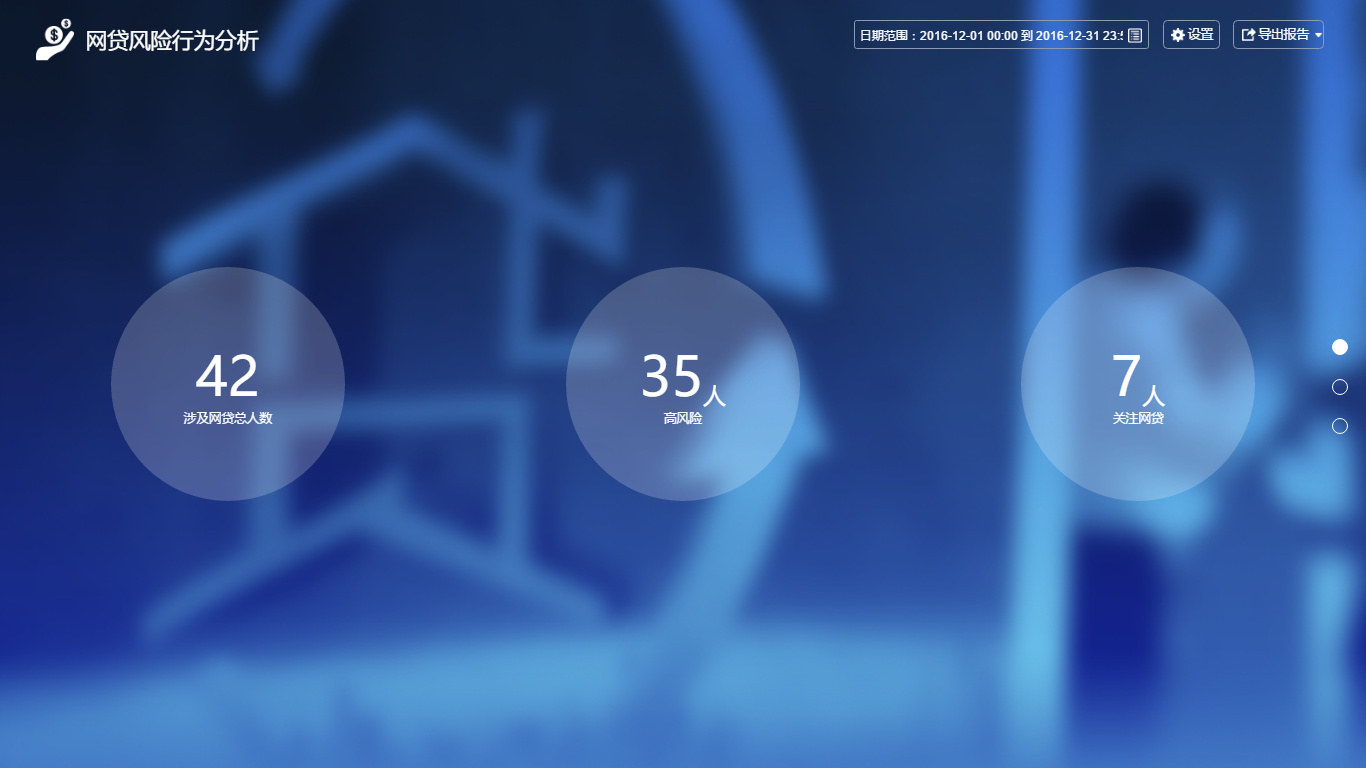 网贷风险行为分析
日期范围：2016-12-01 00:00 到 2016-12-31 23:
设置
导出报告
42
涉及网贷总人数
35人
高风险
7人
关注网贷